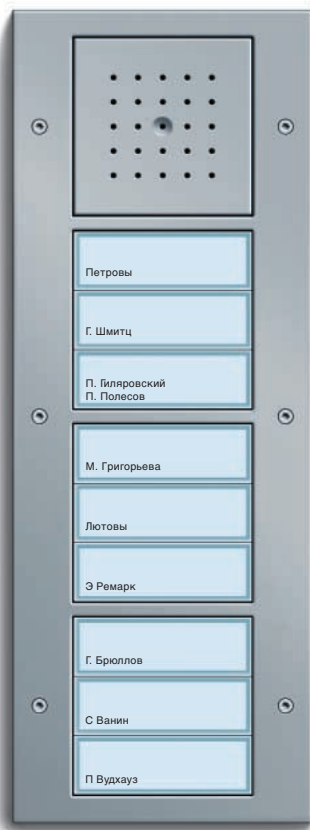 Петровы
Г. Шмитц
П. Гиляровский
П. Полесов
М. Григорьева
Лютовы
Э Ремарк
Г. Брюллов
С Ванин
П Вудхауз